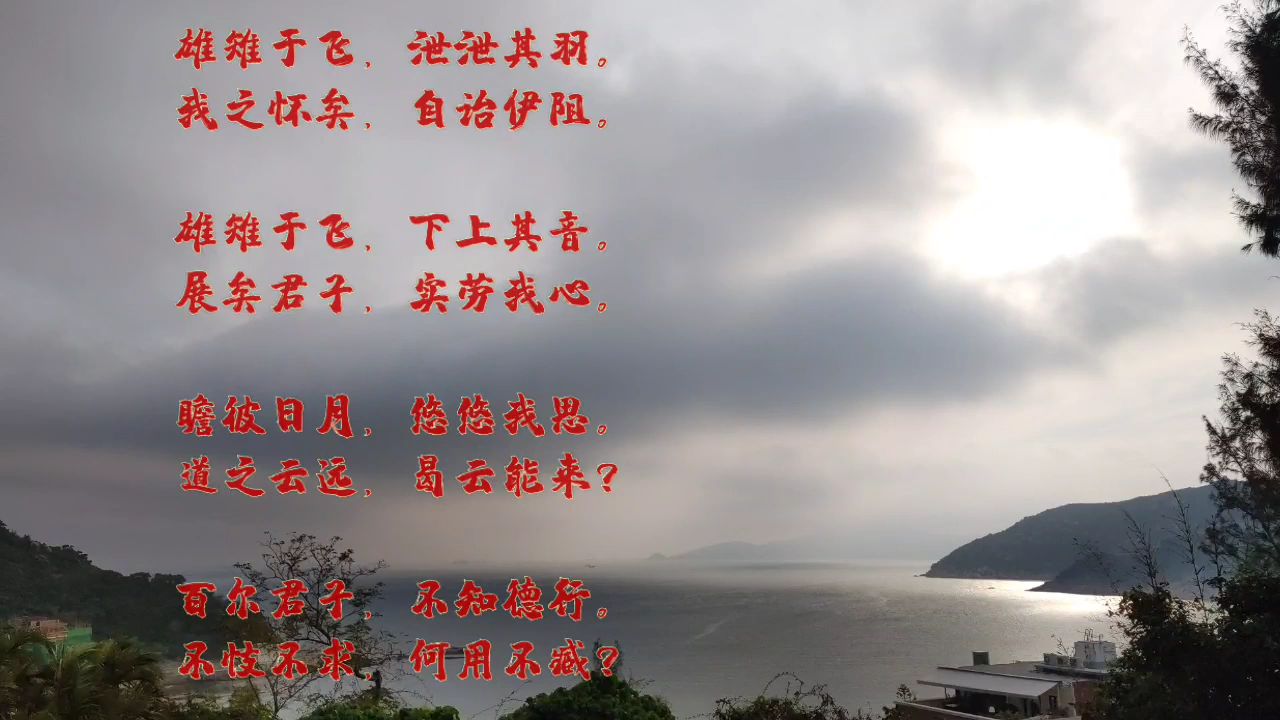 雄雉于飞，泄泄其羽。
我之怀矣，自诒伊阻。
雄雉于飞，下上其音。
展矣君子，实劳我心。
瞻彼日月，悠悠我思。
道之云远，曷云能来？
百尔君子，不知德行。
不忮不求，何用不臧？